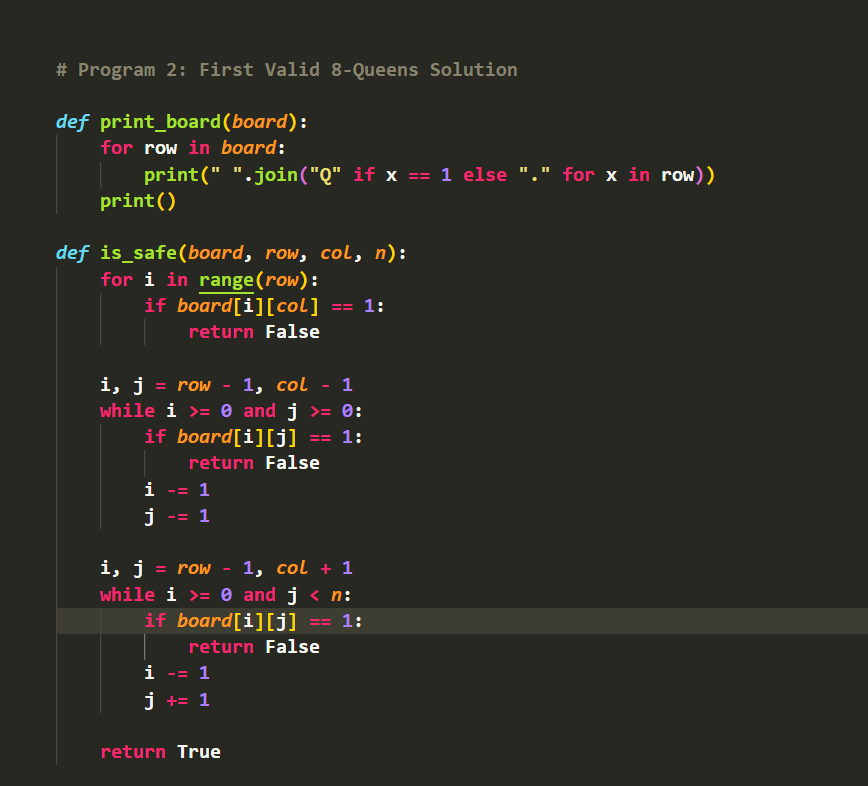 # Program 2: First Valid 8-Queens Solution
def print_board(board):
    for row in board:
        print(" ".join("Q" if x == 1 else "." for x in row))
    print()
def is_safe(board, row, col, n):
    for i in range(row):
        if board[i][col] == 1:
            return False
    i, j = row - 1, col - 1
    while i >= 0 and j >= 0:
        if board[i][j] == 1:
            return False
        i -= 1
        j -= 1
    i, j = row - 1, col + 1
    while i >= 0 and j < n:
        if board[i][j] == 1:
            return False
        i -= 1
        j += 1
    return True